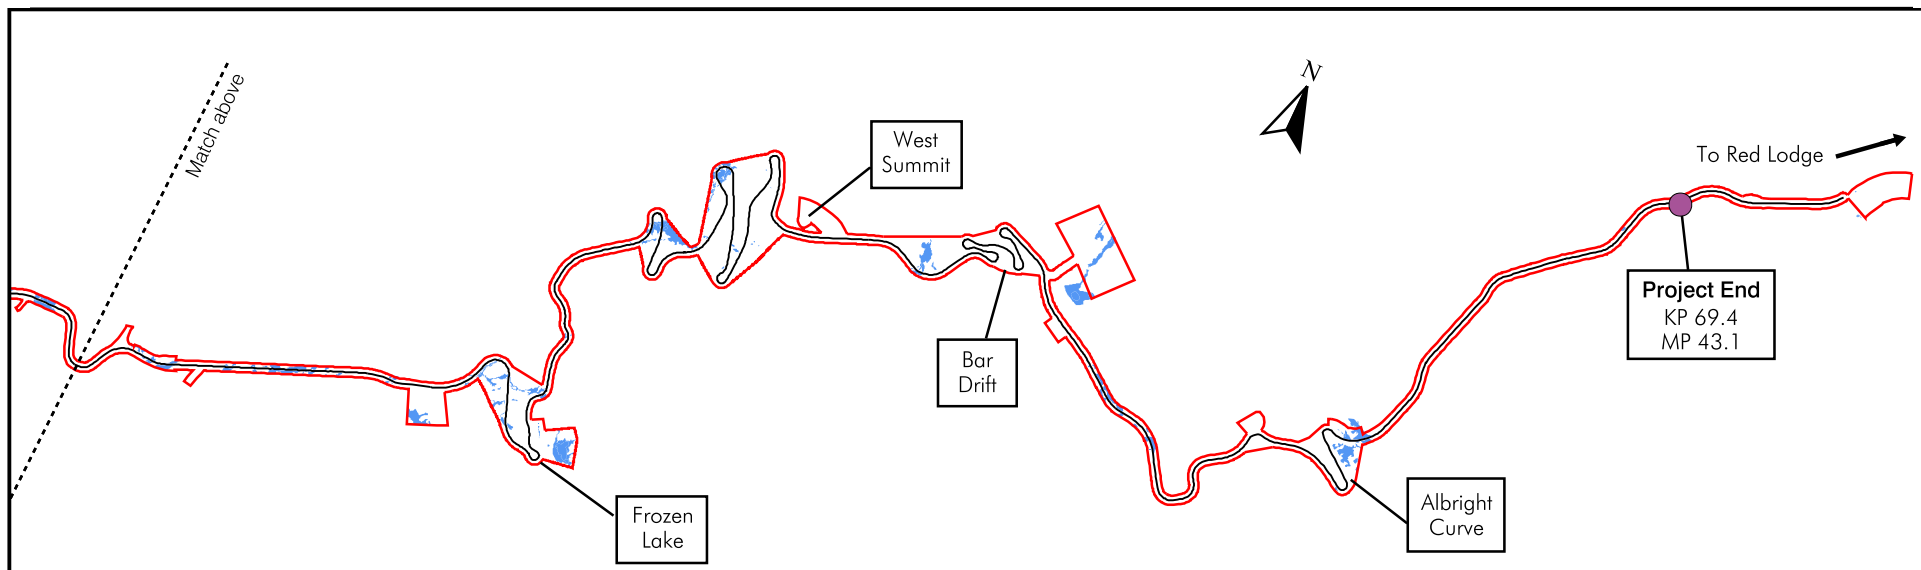 Match above
N
West
Summit
To Red Lodge
Project End
KP 69.4
MP 43.1
Bar
Drift
Frozen
Lake
Albright
Curve